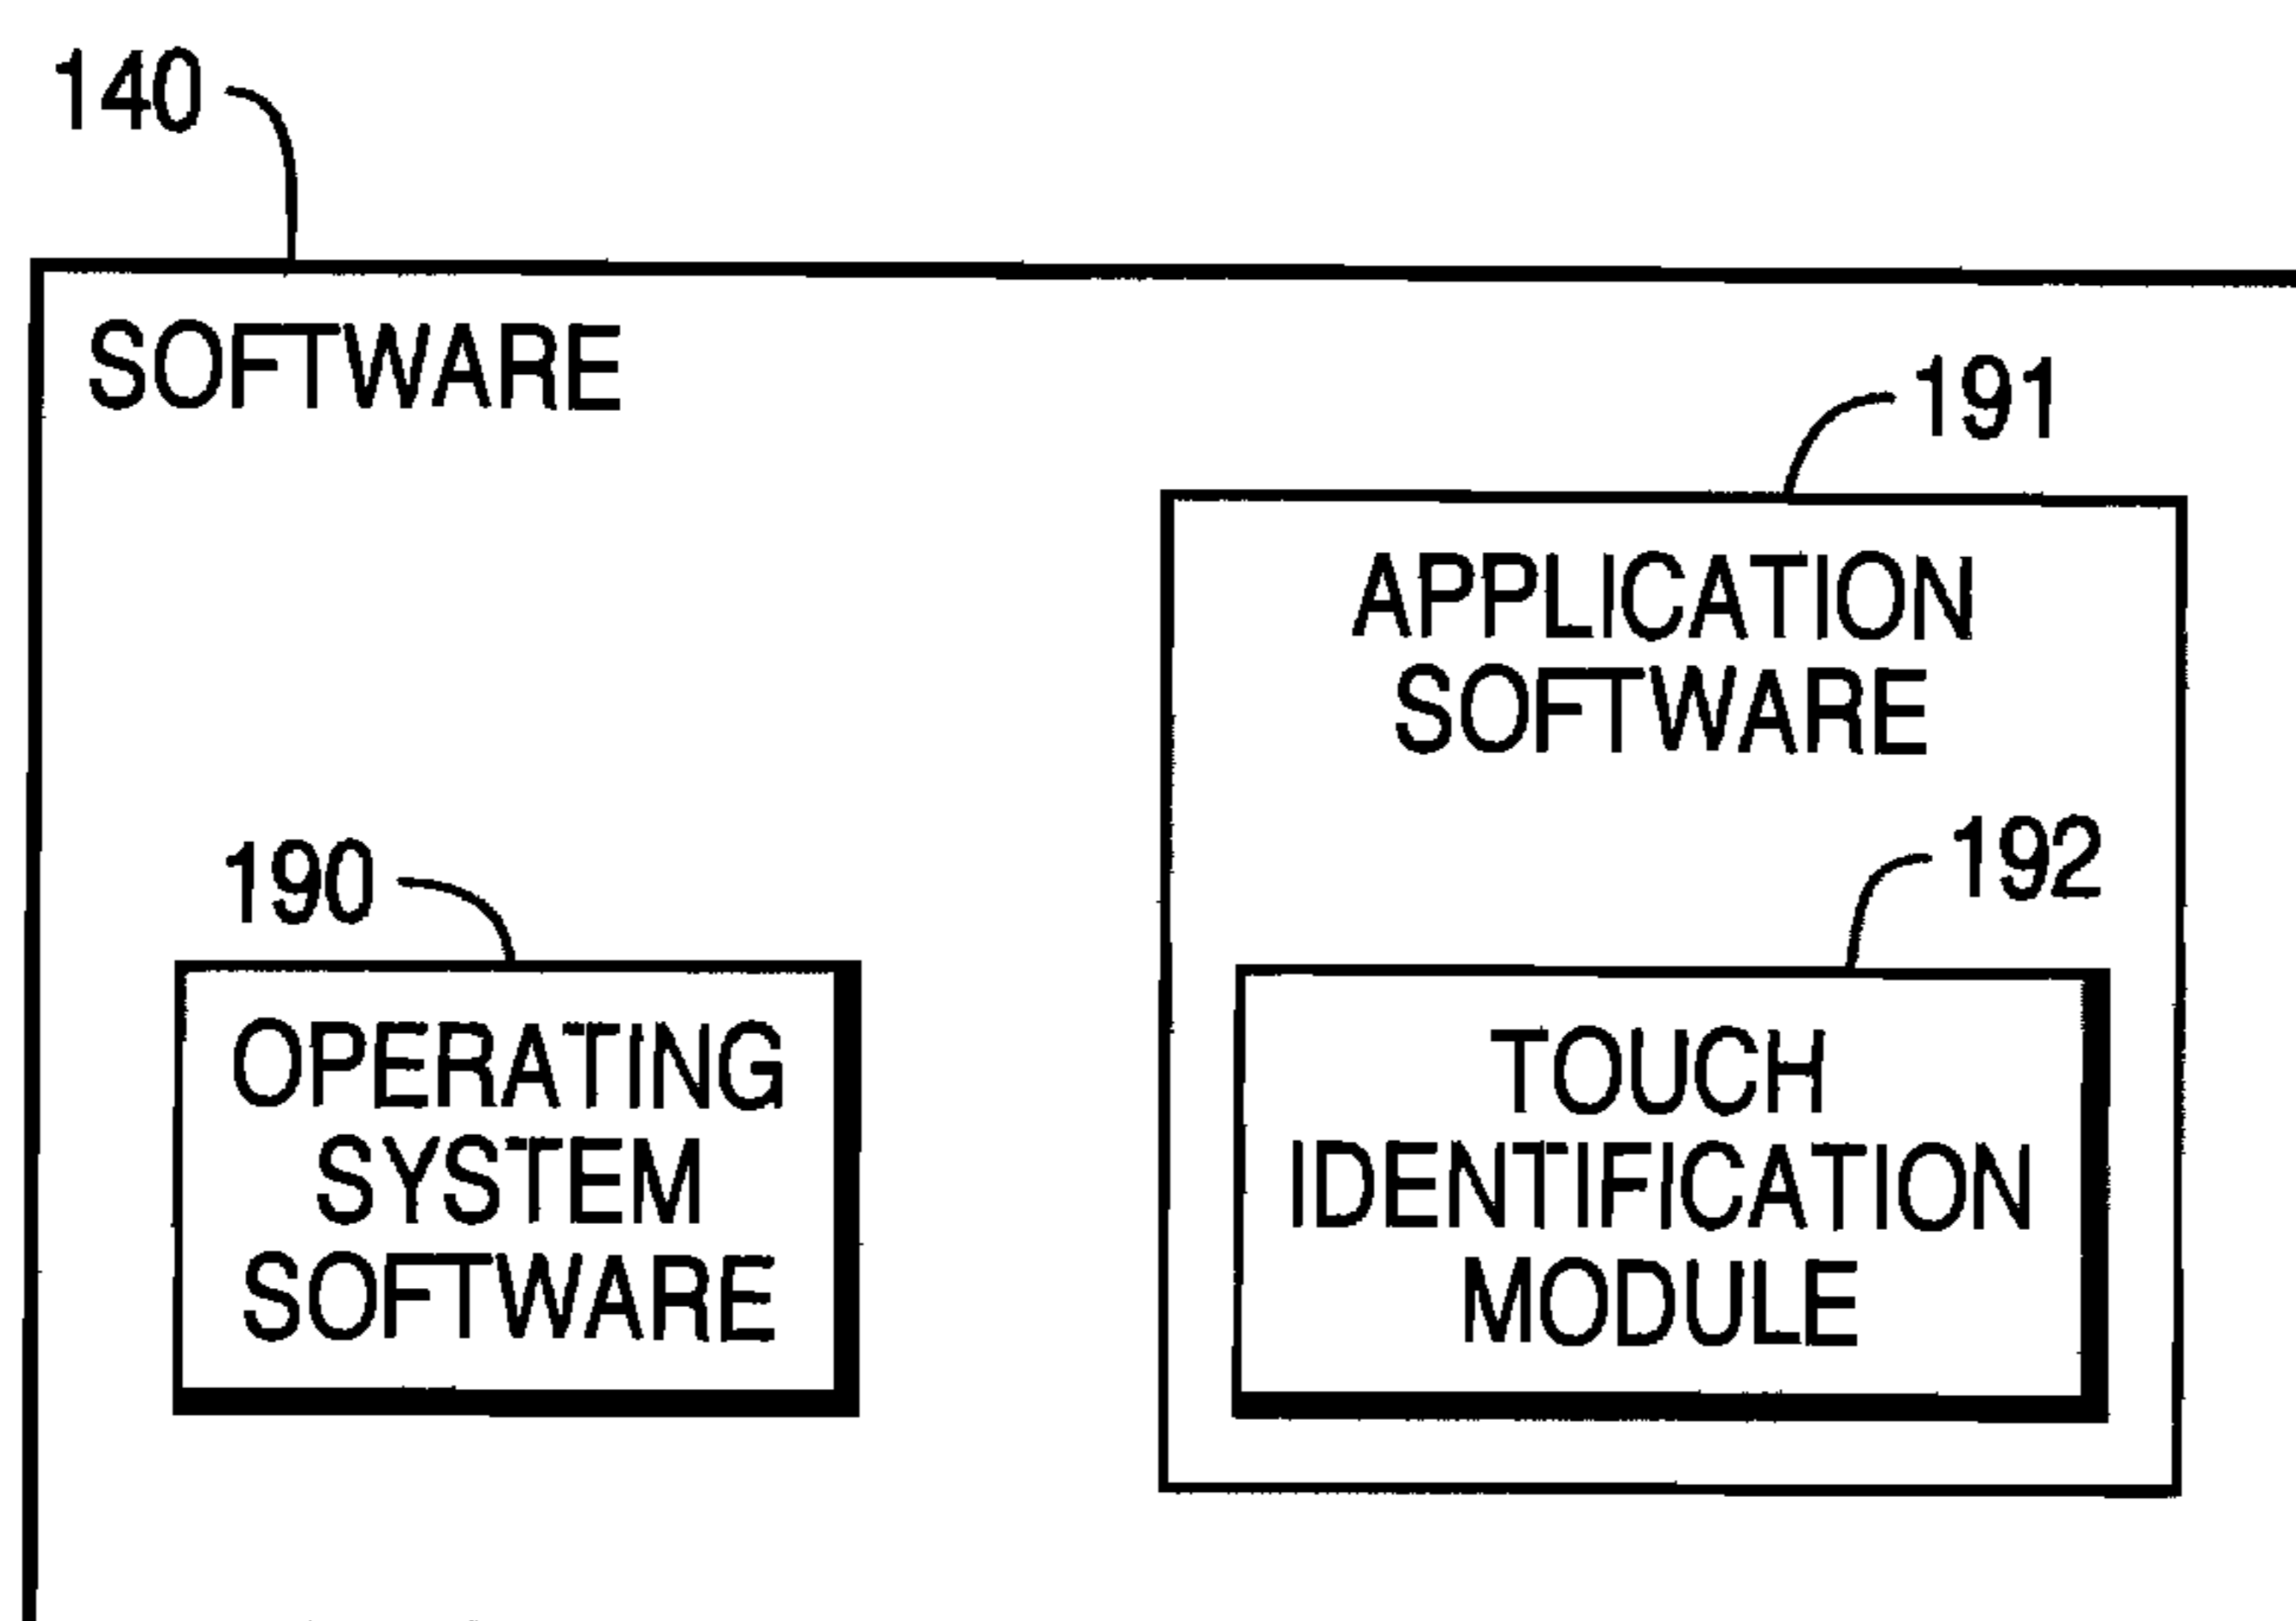 140
SOFTWARE
191
APPLICATION
SOFTWARE
190
OPERATING
SYSTEM
SOFTWARE
192
TOUCH
IDENTIFICATION
MODULE